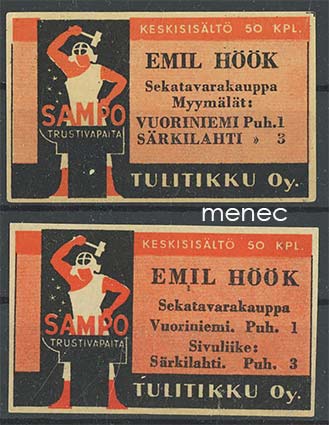 KESKISISÄLTÖ 50 KPL.
EMIL HÖÖK
Sekatavarakauppa
Myymälät:
VUORINIEMI Puh.1
SÄRKILAHTI » 3
SAMPO
TRUSTIVAPAITA
TULITIKKU Oy.
menec
KESKISISÄLTÖ 50 KPL.
EMIL HÖÖK
Sekatavarakauppa
Vuoriniemi. Puh. 1
Sivuliike:
Särkilahti. Puh. 3
SAMPO
TRUSTIVAPAITA
TULITIKKU Oy.